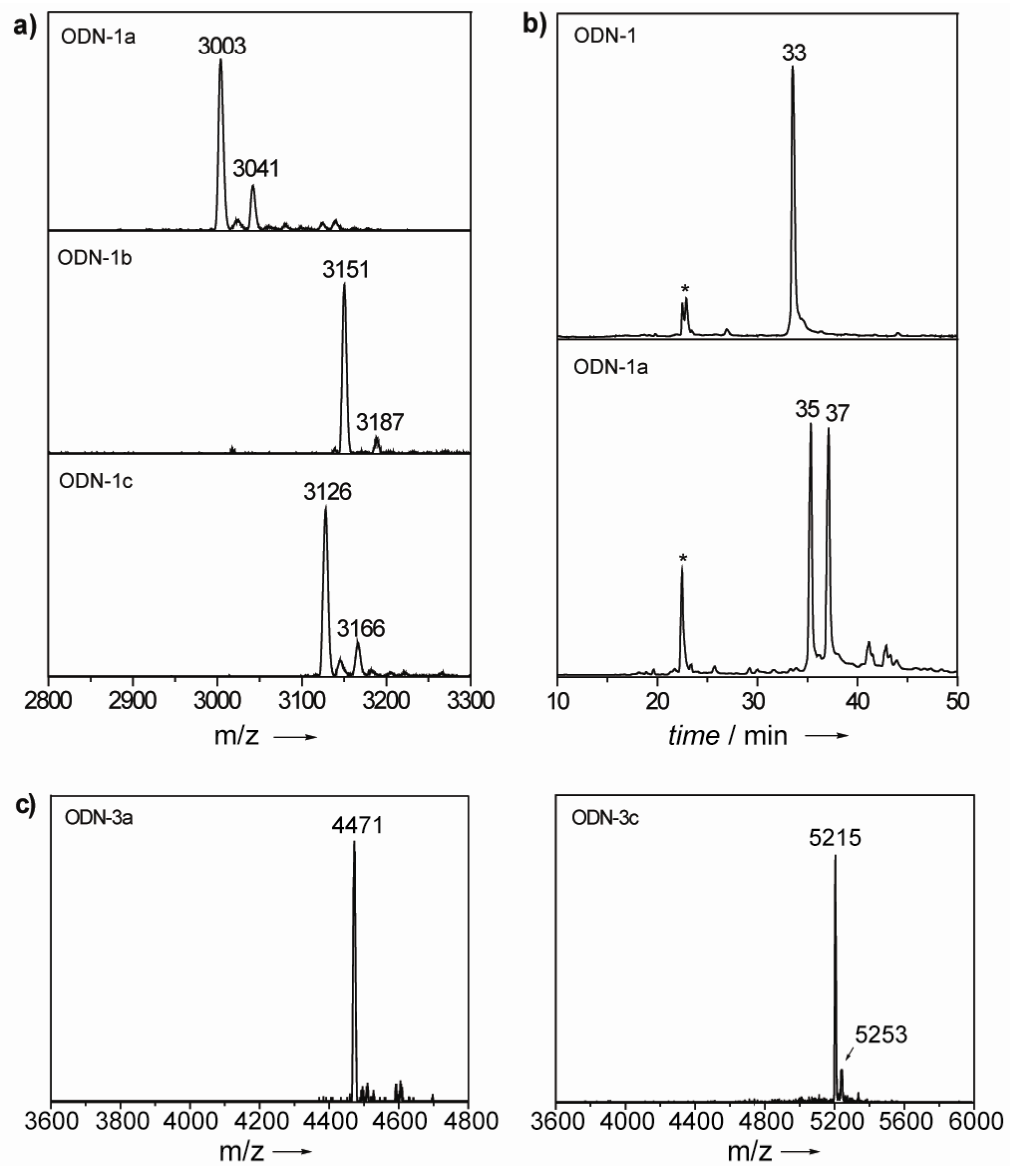 a)
ODN-1a
3003
3041
ODN-1b
3151
3187
ODN-1c
3126
3166
2800 2900 3000 3100 3200 3300
m/z
b)
ODN-1
33
*
ODN-1a
35 37
*
10 20 30 40 50
time / min
c)
ODN-3a
4471
3600 3800 4000 4200 4400 4600 4800
m/z
ODN-3c
5215
5253
3600 4000 4400 4800 5200 5600 6000
m/z